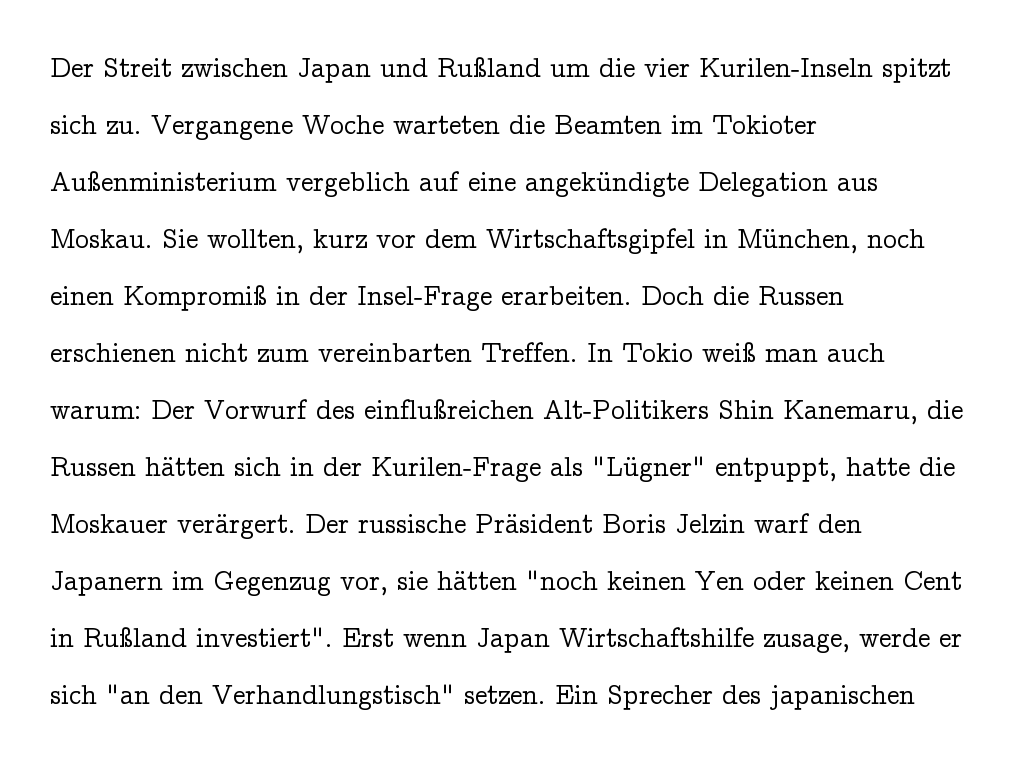 Der Streit zwischen Japan und Rußland um die vier Kurilen-Inseln spitzt
sich zu. Vergangene Woche warteten die Beamten im Tokioter
Außenministerium vergeblich auf eine angekündigte Delegation aus
Moskau. Sie wollten, kurz vor dem Wirtschaftsgipfel in München, noch
einen Kompromiß in der Insel-Frage erarbeiten. Doch die Russen
erschienen nicht zum vereinbarten Treffen. In Tokio weiß man auch
warum: Der Vorwurf des einflußreichen Alt-Politikers Shin Kanemaru, die
Russen hätten sich in der Kurilen-Frage als "Lügner" entpuppt, hatte die
Moskauer verärgert. Der russische Präsident Boris Jelzin warf den
Japanern im Gegenzug vor, sie hätten "noch keinen Yen oder keinen Cent
in Rußland investiert". Erst wenn Japan Wirtschaftshilfe zusage, werde er
sich "an den Verhandlungstisch" setzen. Ein Sprecher des japanischen